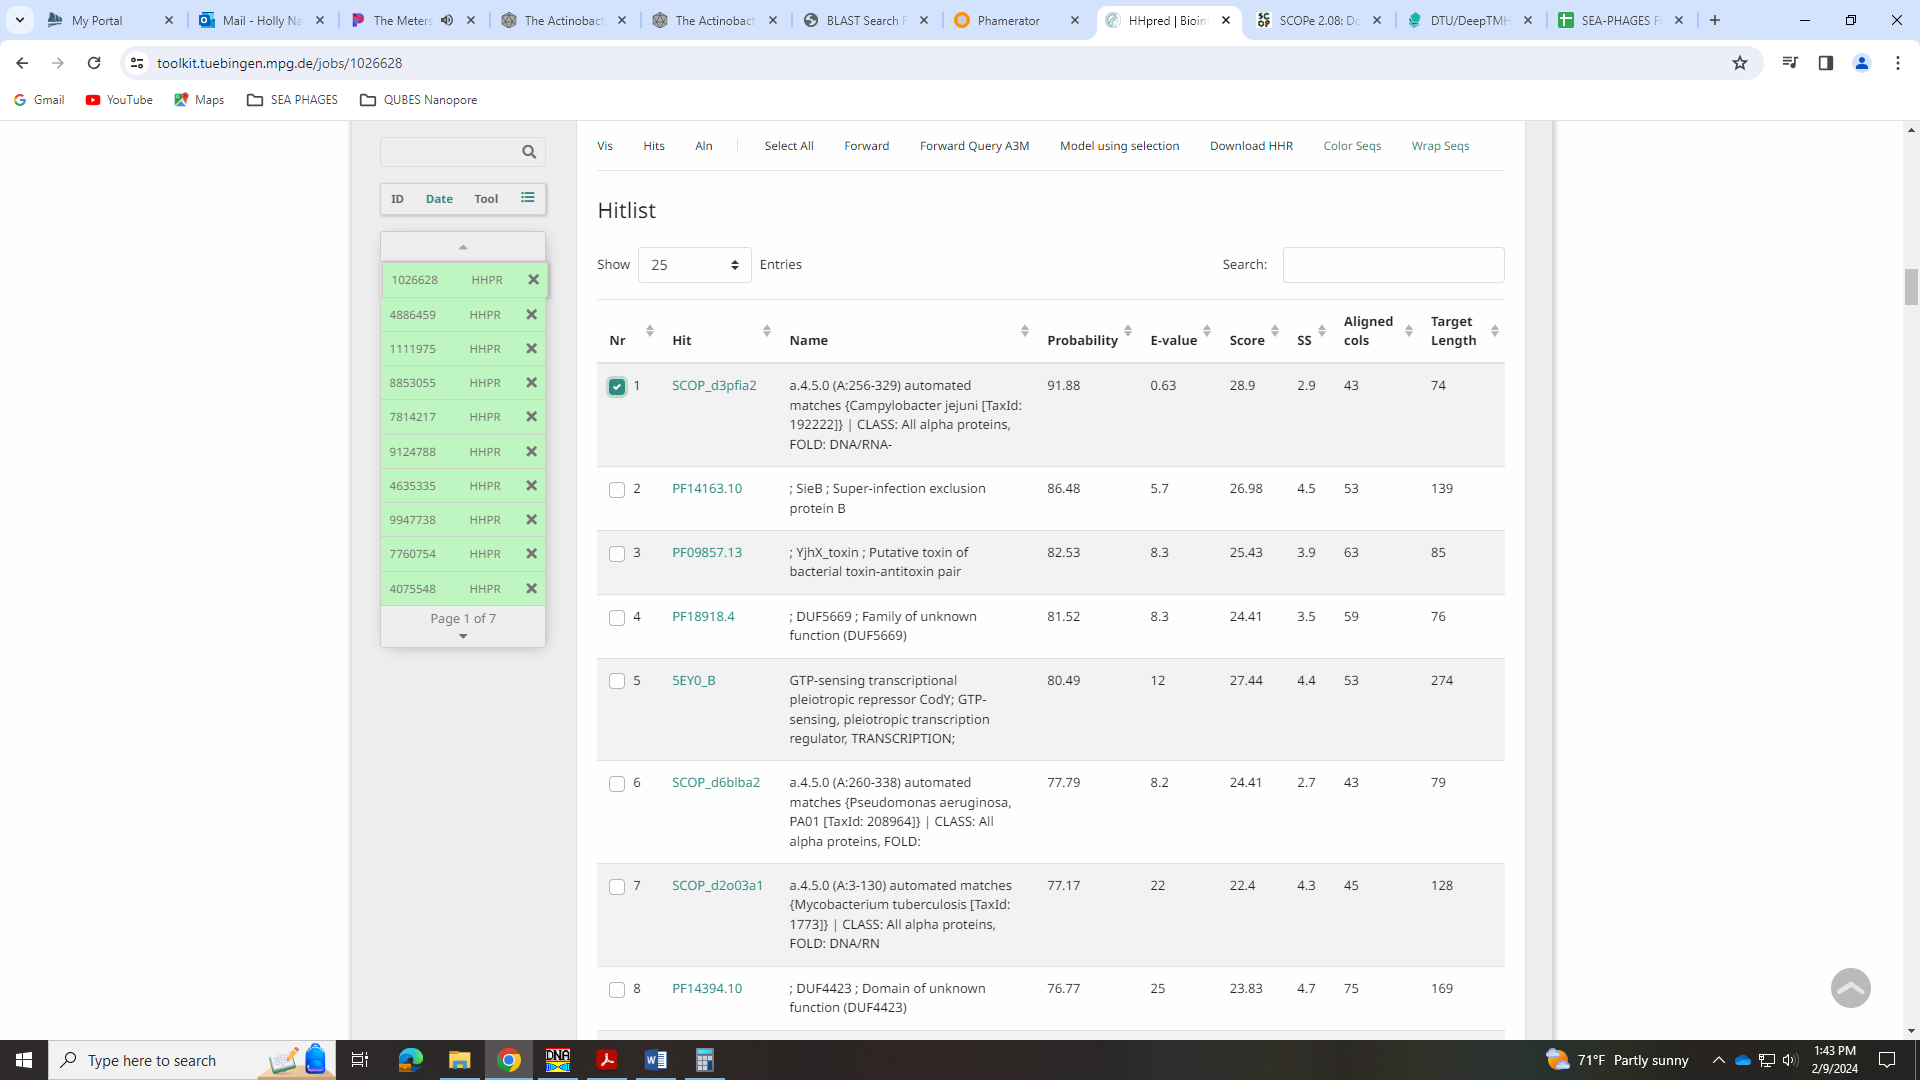 My Portal
Mail - Holly Na
The Meters
The Actinobact
The Actinobact
BLAST Search R
Phamerator
HHpred | Bioinf
SCOPe 2.08: Do
DTU/DeepTMH
SEA-PHAGES F
toolkit.tuebingen.mpg.de/jobs/1026628
Gmail
YouTube
Maps
SEA PHAGES
QUBES Nanopore
Vis Hits Aln Select All Forward Forward Query A3M Model using selection Download HHR Color Seqs Wrap Seqs
ID Date Tool
1026628 HHPR
4886459 HHPR
1111975 HHPR
8853055 HHPR
7814217 HHPR
9124788 HHPR
4635335 HHPR
9947738 HHPR
7760754 HHPR
4075548 HHPR
Page 1 of 7
Hitlist
Show 25 Entries Search:
Nr Hit Name Probability E-value Score SS Aligned cols Target Length
1 SCOP_d3pfia2 a.4.5.0 (A:256-329) automated 91.88 0.63 28.9 2.9 43 74
matches {Campylobacter jejuni [TaxId:
192222]} | CLASS: All alpha proteins,
FOLD: DNA/RNA-
2 PF14163.10 ; SieB ; Super-infection exclusion 86.48 5.7 26.98 4.5 53 139
protein B
3 PF09857.13 ; YjhX_toxin ; Putative toxin of 82.53 8.3 25.43 3.9 63 85
bacterial toxin-antitoxin pair
4 PF18918.4 ; DUF5669 ; Family of unknown 81.52 8.3 24.41 3.5 59 76
function (DUF5669)
5 5EY0_B GTP-sensing transcriptional 80.49 12 27.44 4.4 53 274
pleiotropic repressor CodY; GTP-
sensing, pleiotropic transcription
regulator, TRANSCRIPTION;
6 SCOP_d6blba2 a.4.5.0 (A:260-338) automated 77.79 8.2 24.41 2.7 43 79
matches {Pseudomonas aeruginosa,
PA01 [TaxId: 208964]} | CLASS: All
alpha proteins, FOLD:
7 SCOP_d2o03a1 a.4.5.0 (A:3-130) automated matches 77.17 22 22.4 4.3 45 128
{Mycobacterium tuberculosis [TaxId:
1773]} | CLASS: All alpha proteins,
FOLD: DNA/RN
8 PF14394.10 ; DUF4423 ; Domain of unknown 76.77 25 23.83 4.7 75 169
function (DUF4423)
Type here to search
DNA
71°F Partly sunny
1:43 PM
2/9/2024